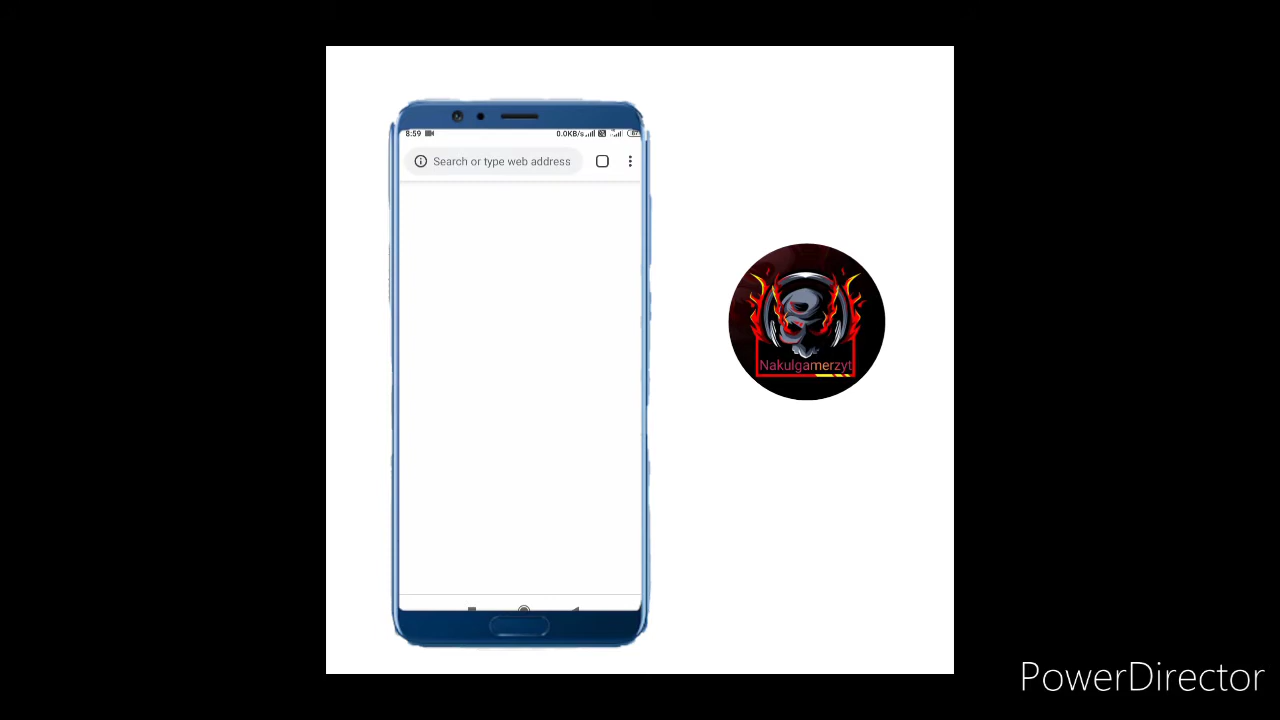 8:59
0.0KB/s
Search or type web address
Nakulgamerzyt
PowerDirector